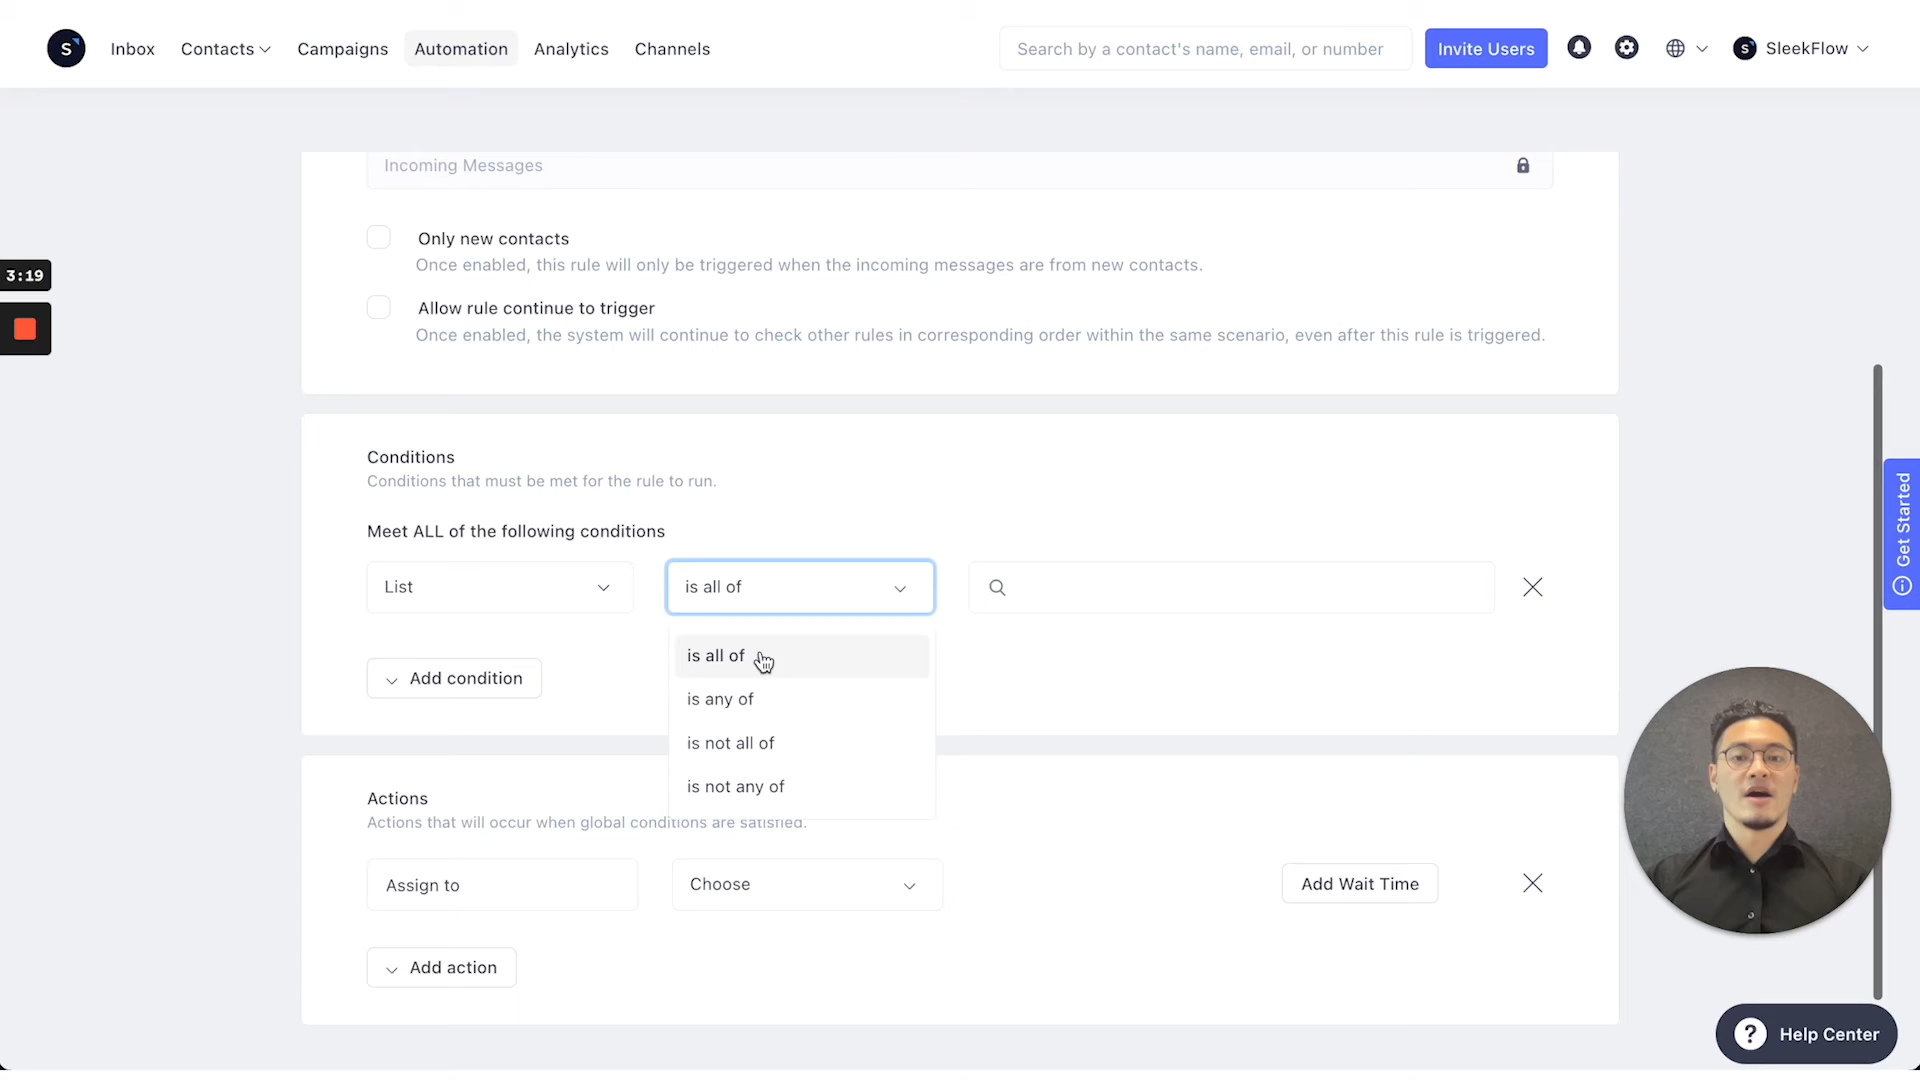 S Inbox Contacts Campaigns Automation Analytics Channels Search by a contact's name, email, or number Invite Users S SleekFlow
Incoming Messages
Only new contacts
Once enabled, this rule will only be triggered when the incoming messages are from new contacts.
3:19
Allow rule continue to trigger
Once enabled, the system will continue to check other rules in corresponding order within the same scenario, even after this rule is triggered.
Conditions
Conditions that must be met for the rule to run.
Get Started
Meet ALL of the following conditions
List is all of
is all of
Add condition
is any of
is not all of
is not any of
Actions
Actions that will occur when global conditions are satisfied.
Assign to Choose Add Wait Time
Add action
? Help Center